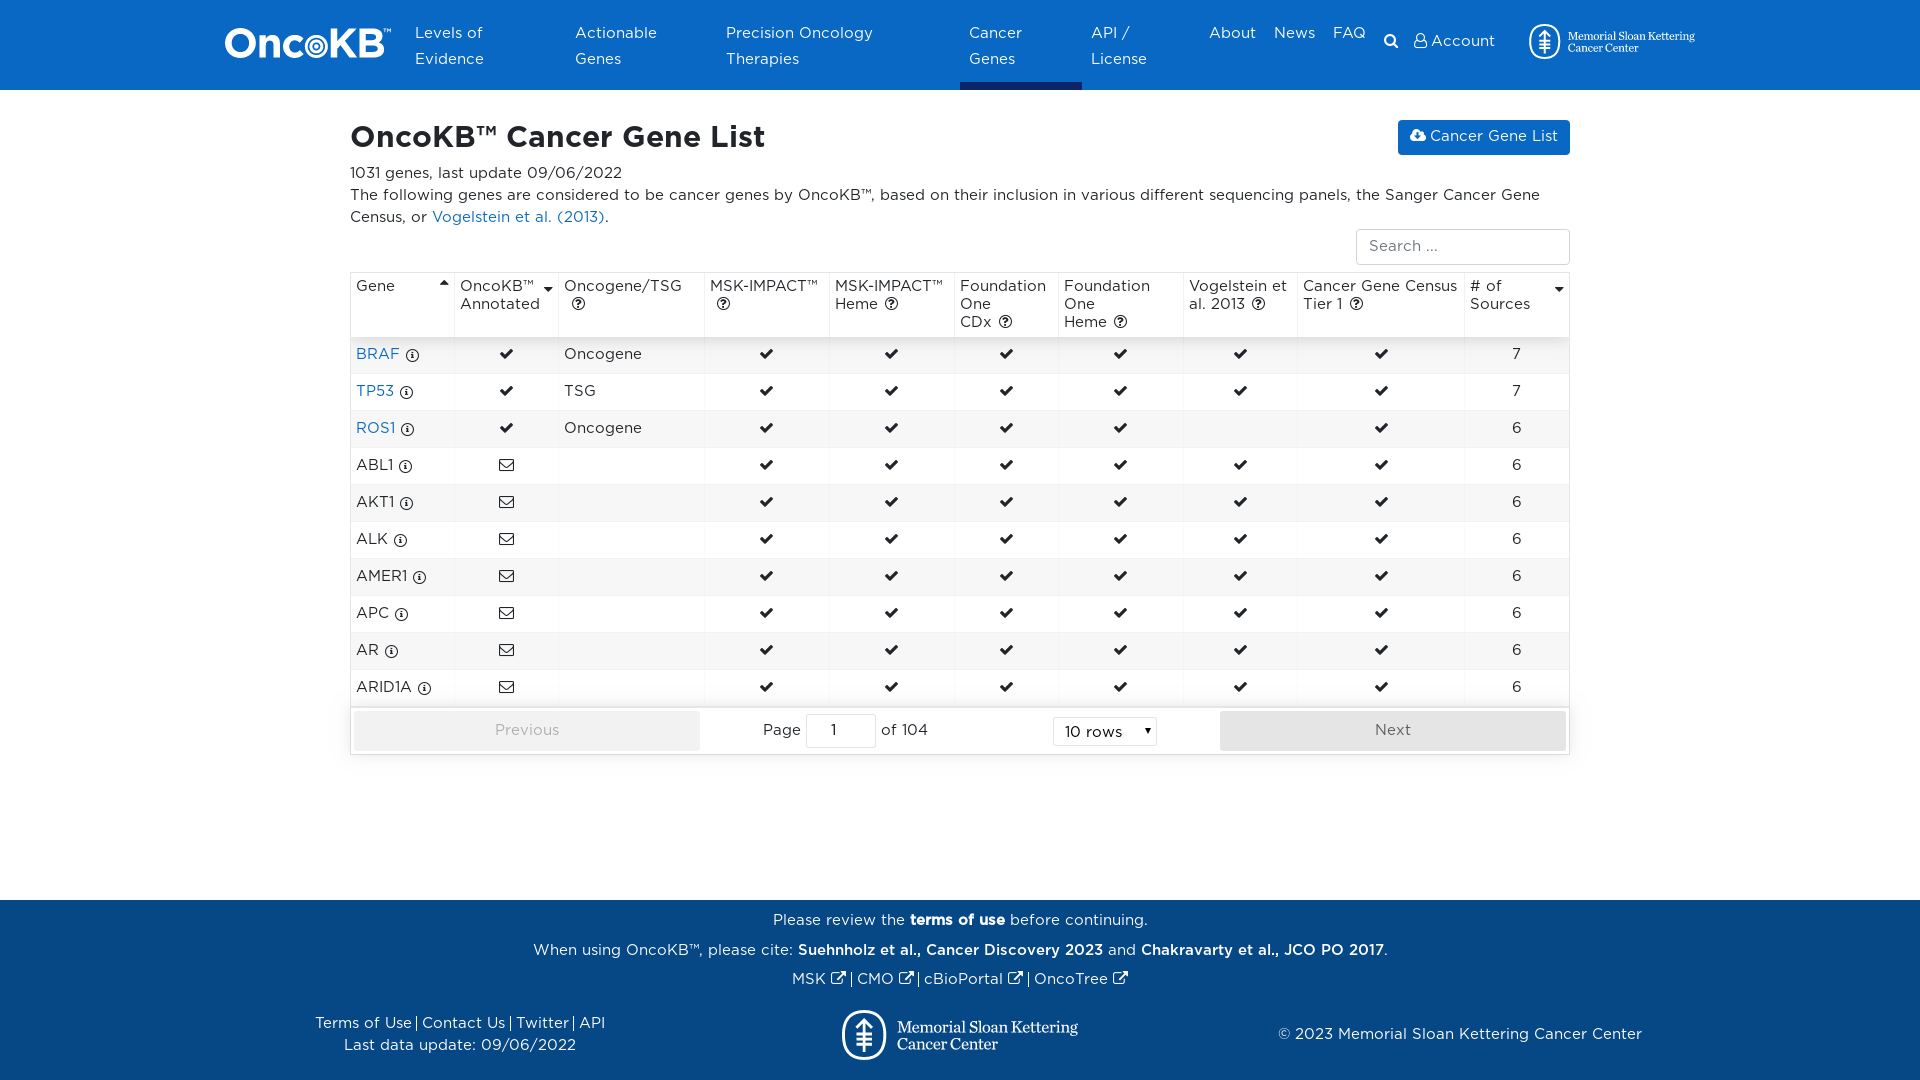 OncoKB™
Levels of Evidence
Actionable Genes
Precision Oncology Therapies
Cancer Genes
API / License
About
News
FAQ
Account
Memorial Sloan Kettering Cancer Center
OncoKB™ Cancer Gene List
Cancer Gene List
1031 genes, last update 09/06/2022
The following genes are considered to be cancer genes by OncoKB™, based on their inclusion in various different sequencing panels, the Sanger Cancer Gene
Census, or Vogelstein et al. (2013).
Search ...
Gene
OncoKB™ Annotated
Oncogene/TSG
MSK-IMPACT™
MSK-IMPACT™ Heme
Foundation One CDx
Foundation One Heme
Vogelstein et al. 2013
Cancer Gene Census Tier 1
# of Sources
BRAF Oncogene 7
TP53 TSG 7
ROS1 Oncogene 6
ABL1 6
AKT1 6
ALK 6
AMER1 6
APC 6
AR 6
ARID1A 6
Previous
Page 1 of 104
10 rows
Next
Please review the terms of use before continuing.
When using OncoKB™, please cite: Suehnholz et al., Cancer Discovery 2023 and Chakravarty et al., JCO PO 2017.
MSK | CMO | cBioPortal | OncoTree
Terms of Use | Contact Us | Twitter | API
Last data update: 09/06/2022
Memorial Sloan Kettering
Cancer Center
© 2023 Memorial Sloan Kettering Cancer Center